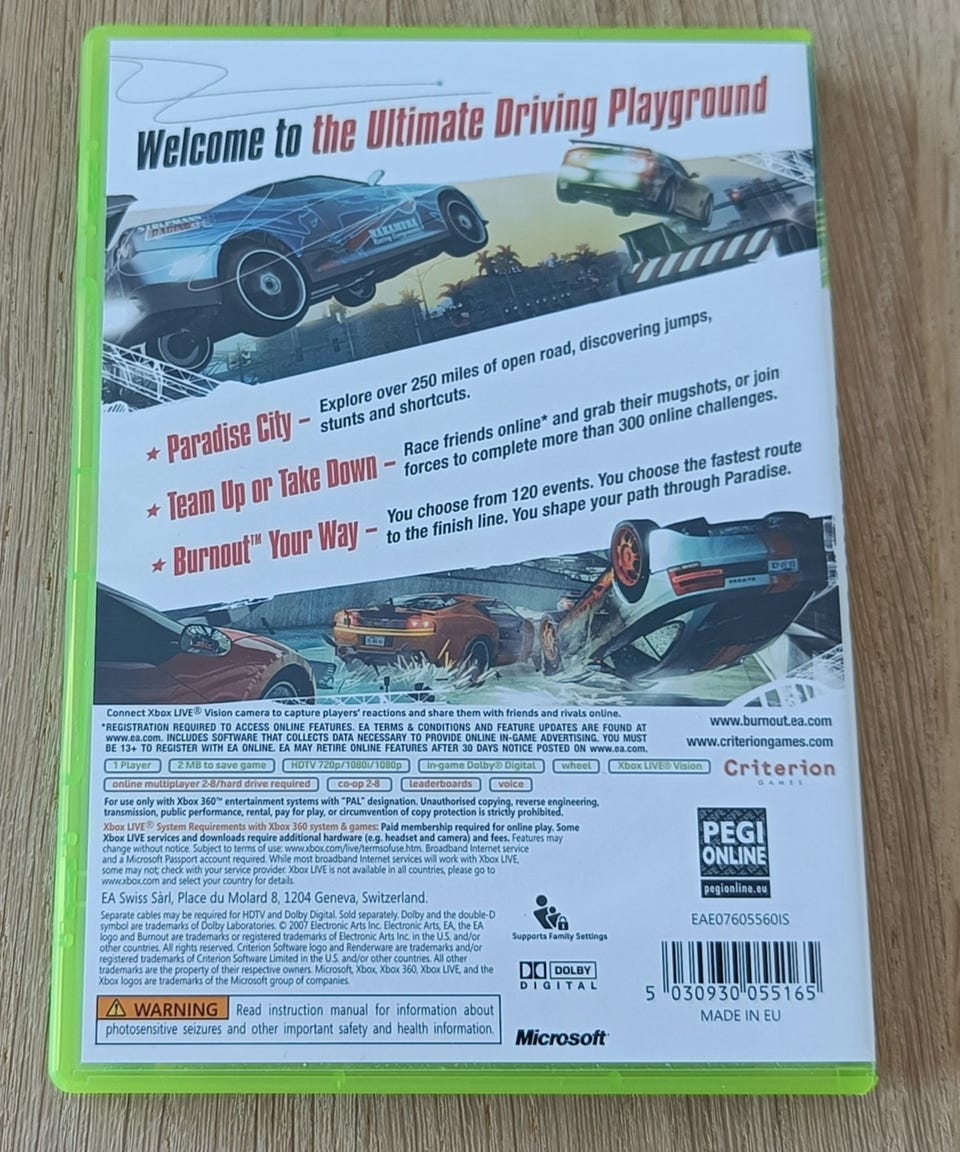 Welcome to the Ultimate Driving Playground
NAKAMURA
Racing Components
★ Paradise City – Explore over 250 miles of open road, discovering jumps,
stunts and shortcuts.
★ Team Up or Take Down – Race friends online* and grab their mugshots, or join
forces to complete more than 300 online challenges.
★ Burnout™ Your Way – You choose from 120 events. You choose the fastest route
to the finish line. You shape your path through Paradise.
Connect Xbox LIVE® Vision camera to capture players' reactions and share them with friends and rivals online.
*REGISTRATION REQUIRED TO ACCESS ONLINE FEATURES. EA TERMS & CONDITIONS AND FEATURE UPDATES ARE FOUND AT
www.ea.com. INCLUDES SOFTWARE THAT COLLECTS DATA NECESSARY TO PROVIDE ONLINE IN-GAME ADVERTISING. YOU MUST
BE 13+ TO REGISTER WITH EA ONLINE. EA MAY RETIRE ONLINE FEATURES AFTER 30 DAYS NOTICE POSTED ON www.ea.com.
www.burnout.ea.com
www.criteriongames.com
1 Player 2 MB to save game HDTV 720p/1080i/1080p in-game Dolby® Digital wheel Xbox LIVE® Vision
online multiplayer 2-8/hard drive required co-op 2-8 leaderboards voice
Criterion
GAMES
For use only with Xbox 360™ entertainment systems with "PAL" designation. Unauthorised copying, reverse engineering,
transmission, public performance, rental, pay for play, or circumvention of copy protection is strictly prohibited.
Xbox LIVE® System Requirements with Xbox 360 system & games: Paid membership required for online play. Some
Xbox LIVE services and downloads require additional hardware (e.g. headset and camera) and fees. Features may
change without notice. Subject to terms of use: www.xbox.com/live/termsofuse.htm. Broadband Internet service
and a Microsoft Passport account required. While most broadband Internet services will work with Xbox LIVE,
some may not; check with your service provider. Xbox LIVE is not available in all countries, please go to
www.xbox.com and select your country for details.
PEGI
ONLINE
pegionline.eu
EA Swiss Sàrl, Place du Molard 8, 1204 Geneva, Switzerland.
Separate cables may be required for HDTV and Dolby Digital. Sold separately. Dolby and the double-D
symbol are trademarks of Dolby Laboratories. © 2007 Electronic Arts Inc. Electronic Arts, EA, the EA
logo and Burnout are trademarks or registered trademarks of Electronic Arts Inc. in the U.S. and/or
other countries. All rights reserved. Criterion Software logo and Renderware are trademarks and/or
registered trademarks of Criterion Software Limited in the U.S. and/or other countries. All other
trademarks are the property of their respective owners. Microsoft, Xbox, Xbox 360, Xbox LIVE, and the
Xbox logos are trademarks of the Microsoft group of companies.
Supports Family Settings
DOLBY
DIGITAL
EAE07605560IS
5 030930 055165
MADE IN EU
WARNING Read instruction manual for information about
photosensitive seizures and other important safety and health information.
Microsoft